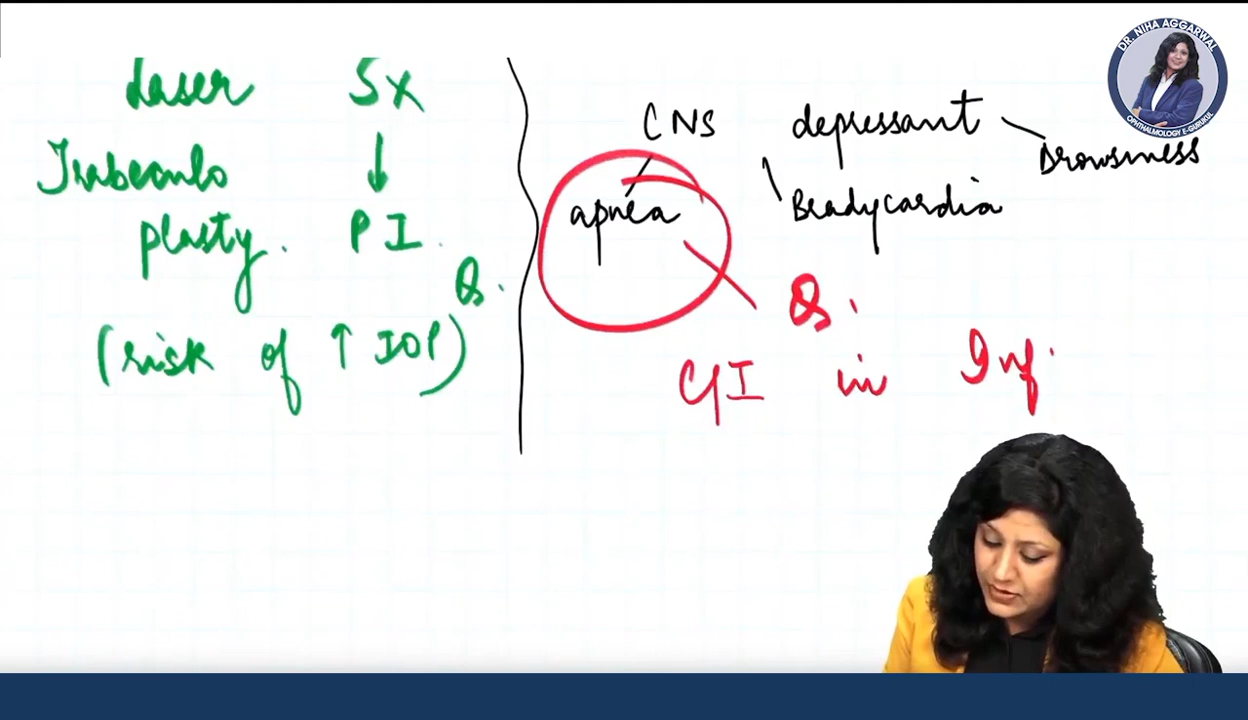 Laser Sx
↓
Trabeculo
plasty. PI.
Q.
(risk of ↑ IOP)
CNS depressant
Drowsiness
apnea
Bradycardia
Q.
CI in Inf.
DR. NIHA AGGARWAL
OPHTHALMOLOGY E-GURUKUL